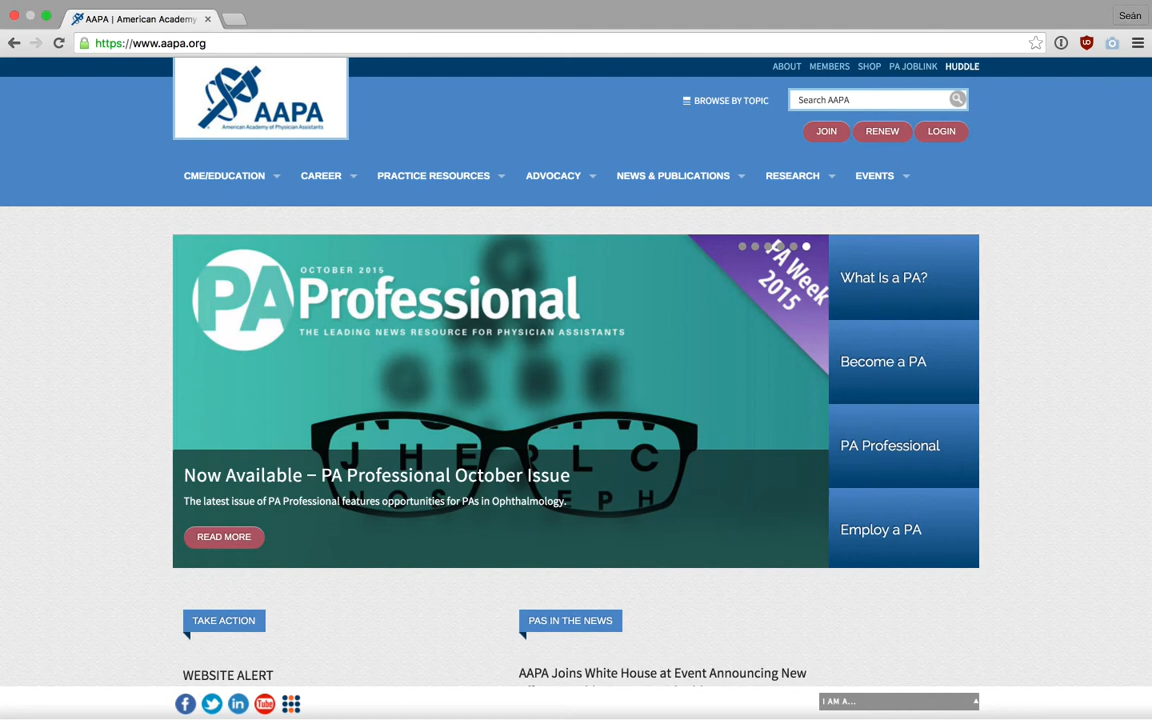 AAPA | American Academy
Seán
https://www.aapa.org
ABOUT MEMBERS SHOP PA JOBLINK HUDDLE
AAPA
American Academy of Physician Assistants
BROWSE BY TOPIC
Search AAPA
JOIN RENEW LOGIN
CME/EDUCATION CAREER PRACTICE RESOURCES ADVOCACY NEWS & PUBLICATIONS RESEARCH EVENTS
OCTOBER 2015
PA Professional
THE LEADING NEWS RESOURCE FOR PHYSICIAN ASSISTANTS
PA Week
2015
J H E R L C
N O S E P H
Now Available – PA Professional October Issue
The latest issue of PA Professional features opportunities for PAs in Ophthalmology.
READ MORE
What Is a PA?
Become a PA
PA Professional
Employ a PA
TAKE ACTION
PAS IN THE NEWS
WEBSITE ALERT
AAPA Joins White House at Event Announcing New
You Tube
I AM A...